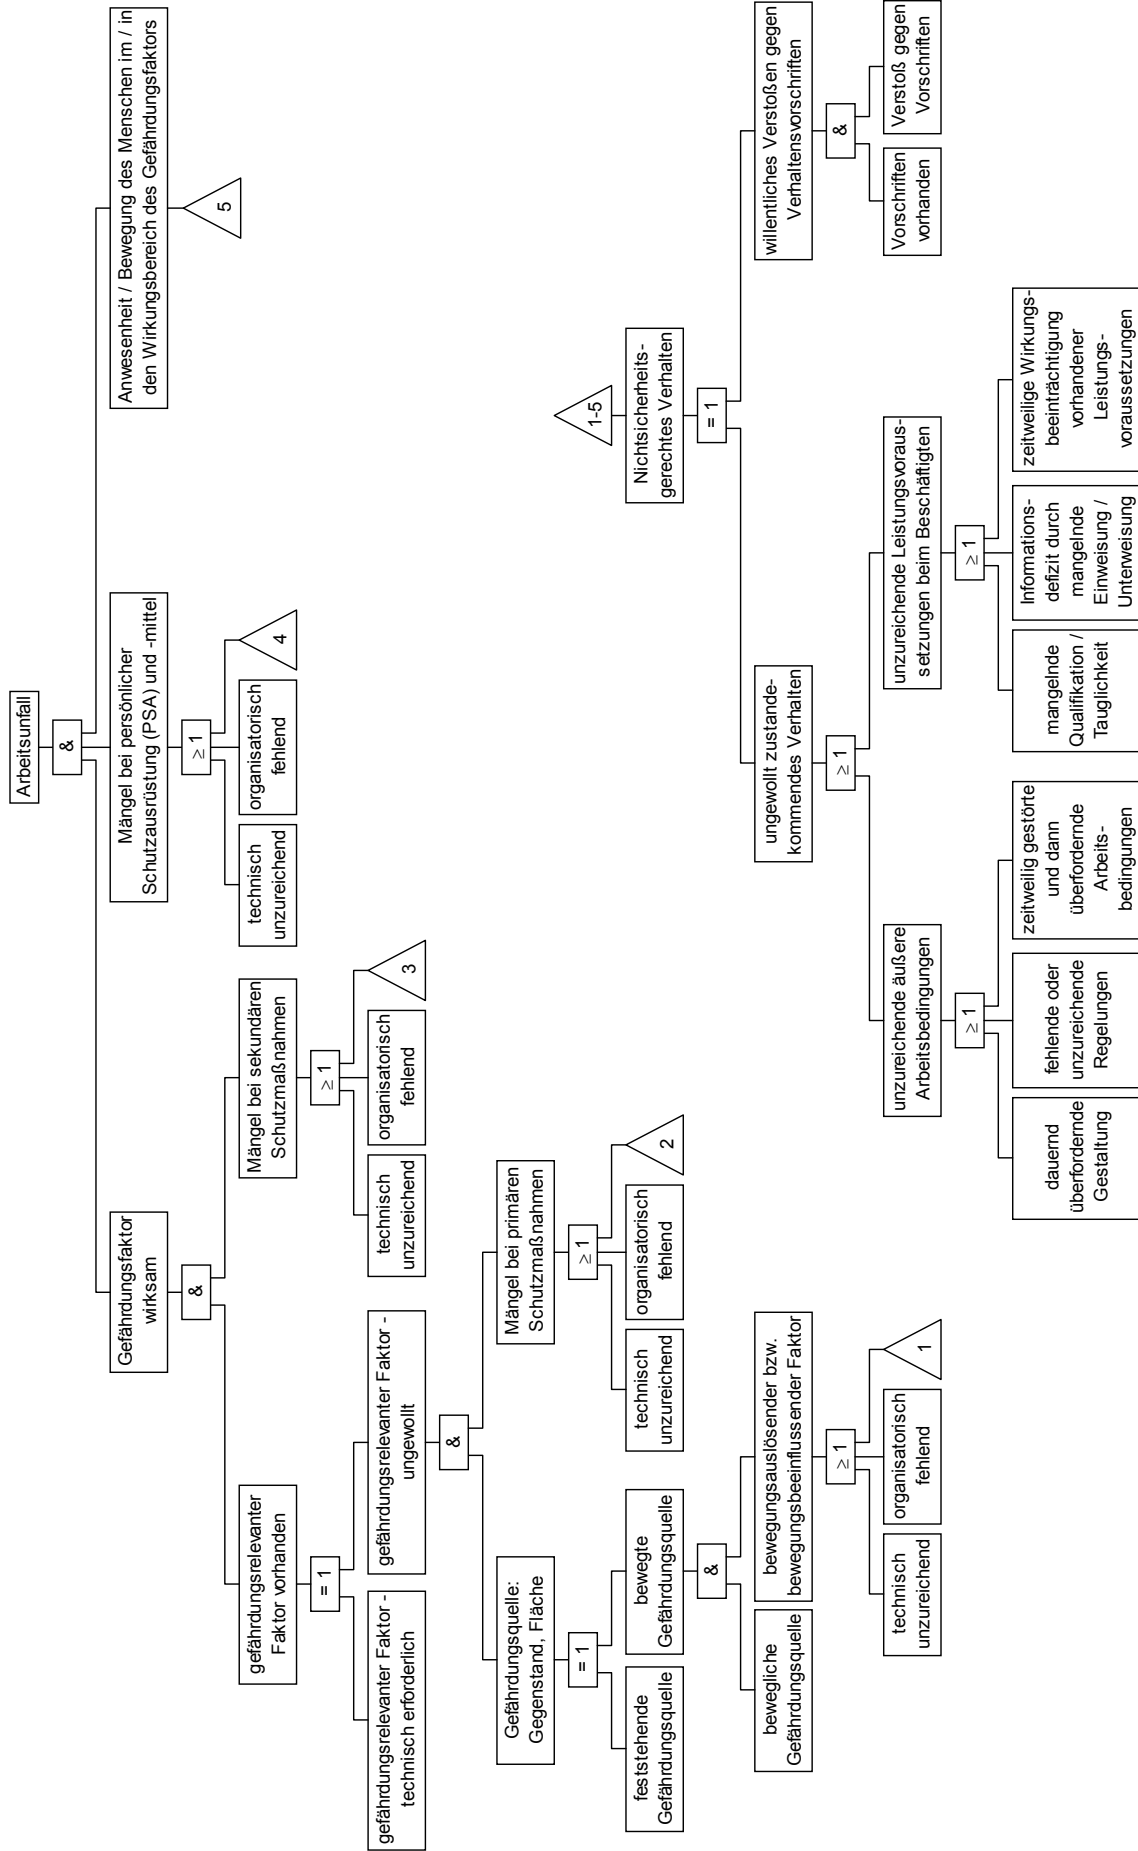 Arbeitsunfall
&
Gefährdungsfaktor
wirksam
Mängel bei persönlicher
Schutzausrüstung (PSA) und -mittel
Anwesenheit / Bewegung des Menschen im / in
den Wirkungsbereich des Gefährdungsfaktors
&
≥ 1
5
gefährdungsrelevanter
Faktor vorhanden
Mängel bei sekundären
Schutzmaßnahmen
technisch
unzureichend
organisatorisch
fehlend
4
= 1
≥ 1
gefährdungsrelevanter Faktor -
technisch erforderlich
gefährdungsrelevanter Faktor -
ungewollt
technisch
unzureichend
organisatorisch
fehlend
3
&
Gefährdungsquelle:
Gegenstand, Fläche
Mängel bei primären
Schutzmaßnahmen
= 1
≥ 1
feststehende
Gefährdungsquelle
bewegte
Gefährdungsquelle
technisch
unzureichend
organisatorisch
fehlend
2
&
bewegliche
Gefährdungsquelle
bewegungsauslösender bzw.
bewegungsbeeinflussender Faktor
≥ 1
technisch
unzureichend
organisatorisch
fehlend
1
1-5
Nichtsicherheits-
gerechtes Verhalten
= 1
ungewollt zustande-
kommendes Verhalten
willentliches Verstoßen gegen
Verhaltensvorschriften
≥ 1
&
unzureichende äußere
Arbeitsbedingungen
unzureichende Leistungsvoraus-
setzungen beim Beschäftigten
Vorschriften
vorhanden
Verstoß gegen
Vorschriften
≥ 1
≥ 1
dauernd
überfordernde
Gestaltung
fehlende oder
unzureichende
Regelungen
zeitweilig gestörte
und dann
überfordernde
Arbeits-
bedingungen
mangelnde
Qualifikation /
Tauglichkeit
Informations-
defizit durch
mangelnde
Einweisung /
Unterweisung
zeitweilige Wirkungs-
beeinträchtigung
vorhandener
Leistungs-
voraussetzungen